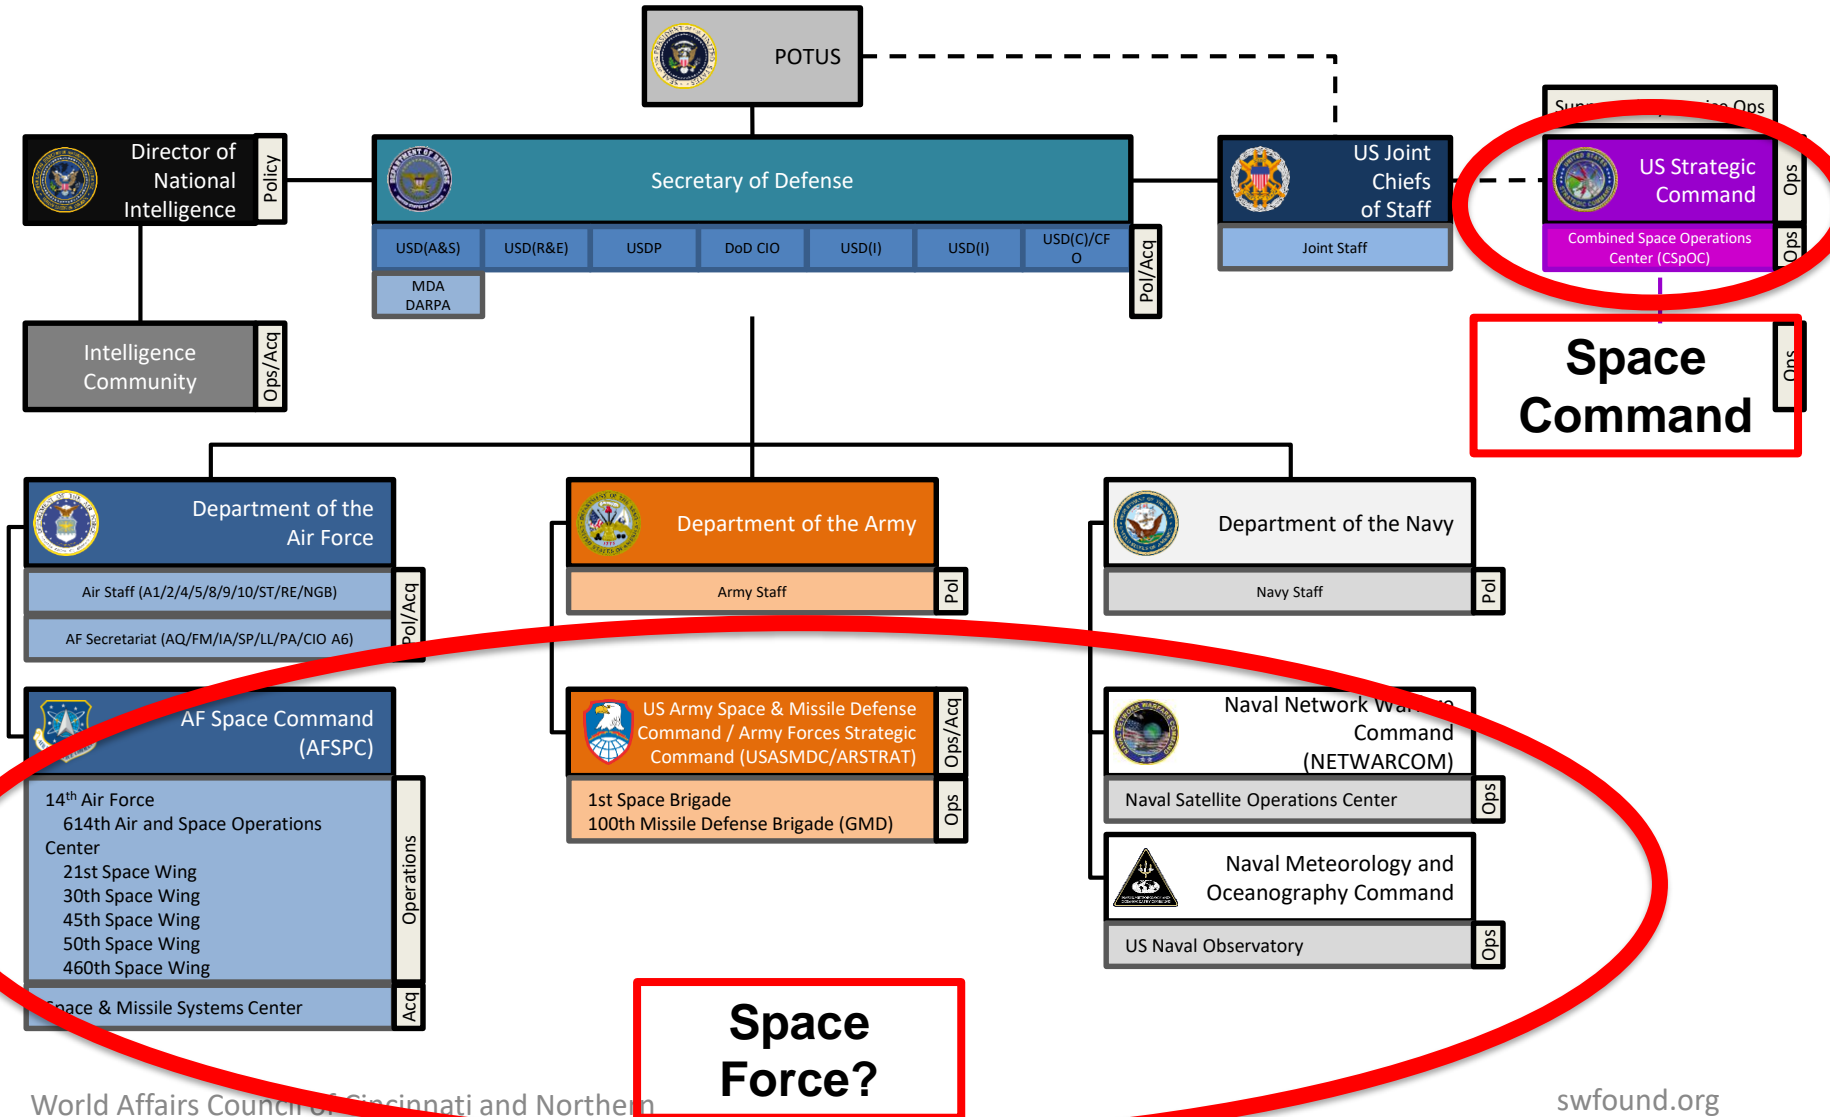 POTUS
Director of
National
Intelligence
Policy
Secretary of Defense
US Joint
Chiefs
of Staff
Ops
US Strategic
Command
Ops
USD(A&S)
USD(R&E)
USDP
DoD CIO
USD(I)
USD(I)
USD(C)/CF
O
Pol/Acq
Joint Staff
Combined Space Operations
Center (CSpOC)
Ops
MDA
DARPA
Intelligence
Community
Ops/Acq
Space
Command
Ops
Department of the
Air Force
Air Staff (A1/2/4/5/8/9/10/ST/RE/NGB)
AF Secretariat (AQ/FM/IA/SP/LL/PA/CIO A6)
Pol/Acq
Department of the Army
Army Staff
Pol
Department of the Navy
Navy Staff
Pol
AF Space Command
(AFSPC)
14th Air Force
614th Air and Space Operations
Center
21st Space Wing
30th Space Wing
45th Space Wing
50th Space Wing
460th Space Wing
Operations
Space & Missile Systems Center
Acq
US Army Space & Missile Defense
Command / Army Forces Strategic
Command (USASMDC/ARSTRAT)
Ops/Acq
1st Space Brigade
100th Missile Defense Brigade (GMD)
Ops
Naval Network Warfare
Command
(NETWARCOM)
Naval Satellite Operations Center
Ops
Naval Meteorology and
Oceanography Command
US Naval Observatory
Ops
Space
Force?
World Affairs Council of Cincinnati and Northern
swfound.org